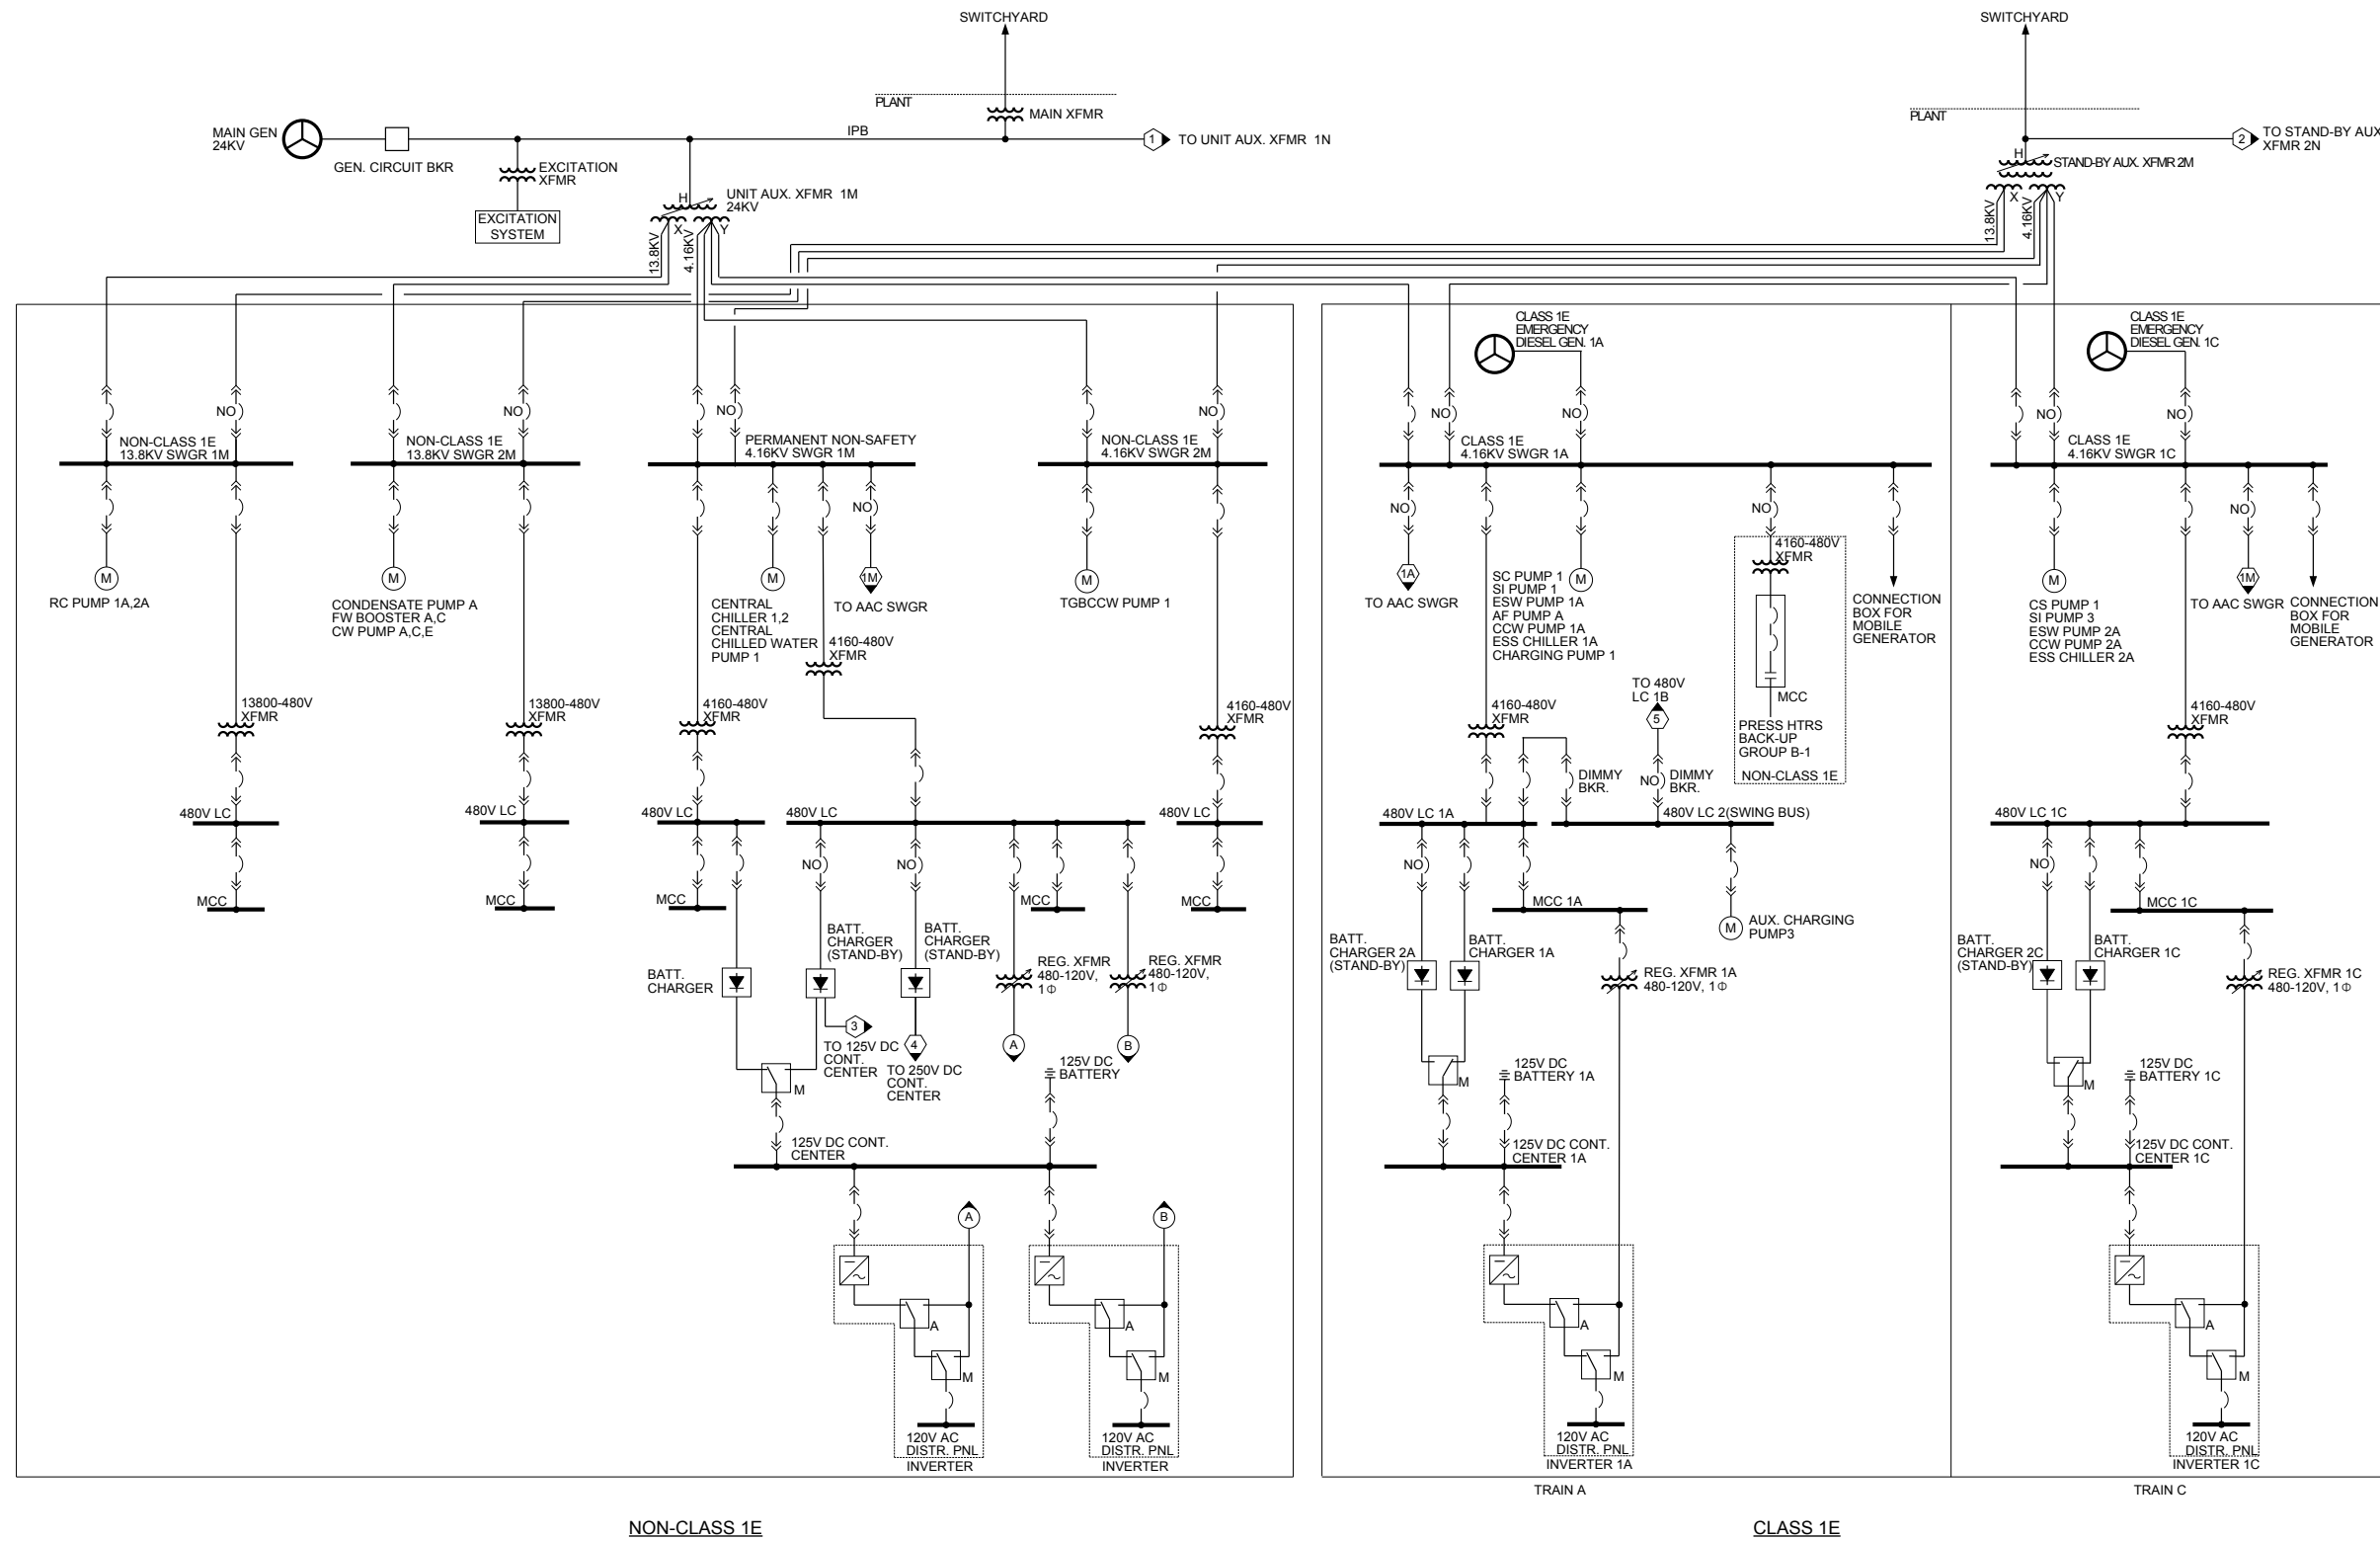 SWITCHYARD
SWITCHYARD
PLANT
MAIN XFMR
PLANT
MAIN GEN
24KV
GEN. CIRCUIT BKR
EXCITATION
XFMR
EXCITATION
SYSTEM
IPB
1
TO UNIT AUX. XFMR 1N
2
TO STAND-BY AUX
XFMR 2N
H
UNIT AUX. XFMR 1M
24KV
X
Y
13.8KV
4.16KV
H
STAND-BY AUX. XFMR 2M
X
Y
13.8KV
4.16KV
CLASS 1E
EMERGENCY
DIESEL GEN. 1A
CLASS 1E
EMERGENCY
DIESEL GEN. 1C
NO
NO
NO
NO
NO
NO
NO
NO
NON-CLASS 1E
13.8KV SWGR 1M
NON-CLASS 1E
13.8KV SWGR 2M
PERMANENT NON-SAFETY
4.16KV SWGR 1M
NON-CLASS 1E
4.16KV SWGR 2M
CLASS 1E
4.16KV SWGR 1A
CLASS 1E
4.16KV SWGR 1C
NO
NO
NO
NO
M
RC PUMP 1A,2A
M
CONDENSATE PUMP A
FW BOOSTER A,C
CW PUMP A,C,E
M
CENTRAL
CHILLER 1,2
CENTRAL
CHILLED WATER
PUMP 1
1M
TO AAC SWGR
4160-480V
XFMR
M
TGBCCW PUMP 1
1A
TO AAC SWGR
M
SC PUMP 1
SI PUMP 1
ESW PUMP 1A
AF PUMP A
CCW PUMP 1A
ESS CHILLER 1A
CHARGING PUMP 1
4160-480V
XFMR
MCC
PRESS HTRS
BACK-UP
GROUP B-1
NON-CLASS 1E
CONNECTION
BOX FOR
MOBILE
GENERATOR
M
CS PUMP 1
SI PUMP 3
ESW PUMP 2A
CCW PUMP 2A
ESS CHILLER 2A
1M
TO AAC SWGR
CONNECTION
BOX FOR
MOBILE
GENERATOR
13800-480V
XFMR
13800-480V
XFMR
4160-480V
XFMR
4160-480V
XFMR
4160-480V
XFMR
TO 480V
LC 1B
5
4160-480V
XFMR
DIMMY
BKR.
NO
DIMMY
BKR.
480V LC
480V LC
480V LC
480V LC
480V LC
480V LC 1A
480V LC 2(SWING BUS)
480V LC 1C
NO
NO
NO
NO
MCC
MCC
MCC
MCC
MCC
MCC 1A
MCC 1C
M
AUX. CHARGING
PUMP3
BATT.
CHARGER
BATT.
CHARGER
(STAND-BY)
BATT.
CHARGER
(STAND-BY)
REG. XFMR
480-120V,
1Φ
REG. XFMR
480-120V,
1Φ
BATT.
CHARGER 2A
(STAND-BY)
BATT.
CHARGER 1A
REG. XFMR 1A
480-120V, 1Φ
BATT.
CHARGER 2C
(STAND-BY)
BATT.
CHARGER 1C
REG. XFMR 1C
480-120V, 1Φ
3
TO 125V DC
CONT.
CENTER
4
TO 250V DC
CONT.
CENTER
A
B
M
125V DC
BATTERY
M
125V DC
BATTERY 1A
M
125V DC
BATTERY 1C
125V DC CONT.
CENTER
125V DC CONT.
CENTER 1A
125V DC CONT.
CENTER 1C
A
B
A
A
A
A
M
M
M
M
120V AC
DISTR. PNL
INVERTER
120V AC
DISTR. PNL
INVERTER
120V AC
DISTR. PNL
INVERTER 1A
120V AC
DISTR. PNL
INVERTER 1C
TRAIN A
TRAIN C
NON-CLASS 1E
CLASS 1E